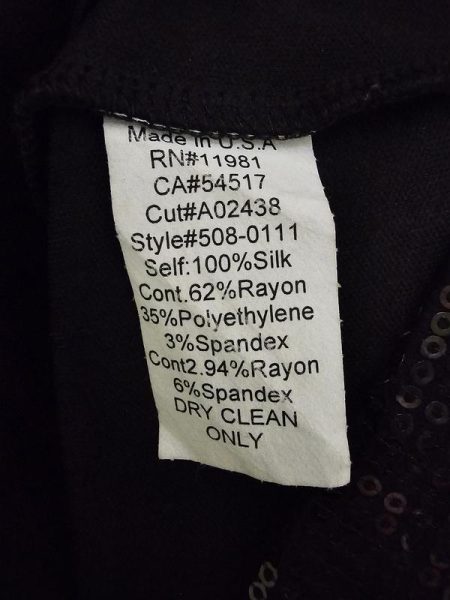 Made in U.S.A
RN#11981
CA#54517
Cut#A02438
Style#508-0111
Self:100%Silk
Cont.62%Rayon
35%Polyethylene
3%Spandex
Cont2.94%Rayon
6%Spandex
DRY CLEAN
ONLY